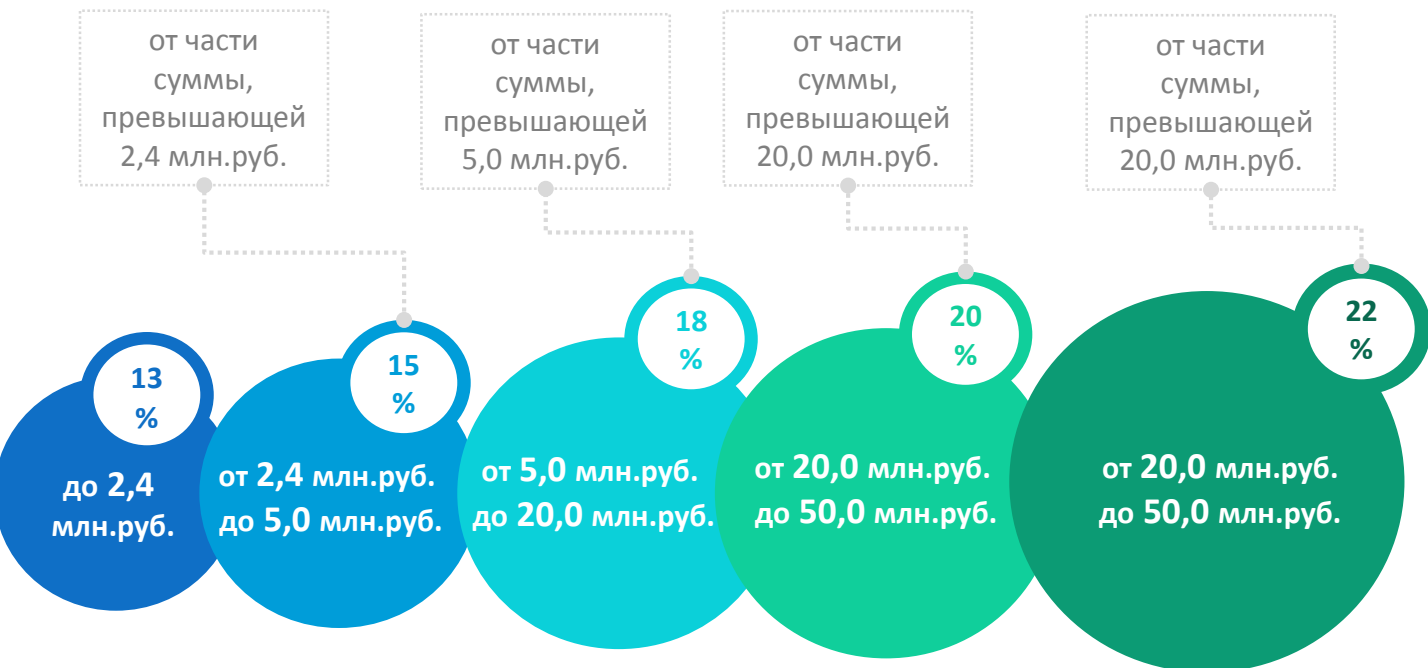 от части
суммы,
превышающей
2,4 млн.руб.
от части
суммы,
превышающей
5,0 млн.руб.
от части
суммы,
превышающей
20,0 млн.руб.
от части
суммы,
превышающей
20,0 млн.руб.
13
%
15
%
18
%
20
%
22
%
до 2,4
млн.руб.
от 2,4 млн.руб.
до 5,0 млн.руб.
от 5,0 млн.руб.
до 20,0 млн.руб.
от 20,0 млн.руб.
до 50,0 млн.руб.
от 20,0 млн.руб.
до 50,0 млн.руб.